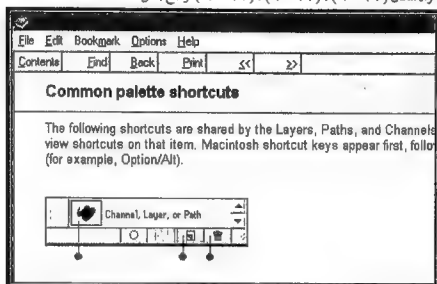 File Edit Bookmark Options Help
Contents Find Back Print << >>
Common palette shortcuts
The following shortcuts are shared by the Layers, Paths, and Channels
view shortcuts on that item. Macintosh shortcut keys appear first, follo
(for example, Option/Alt).
Channel, Layer, or Path